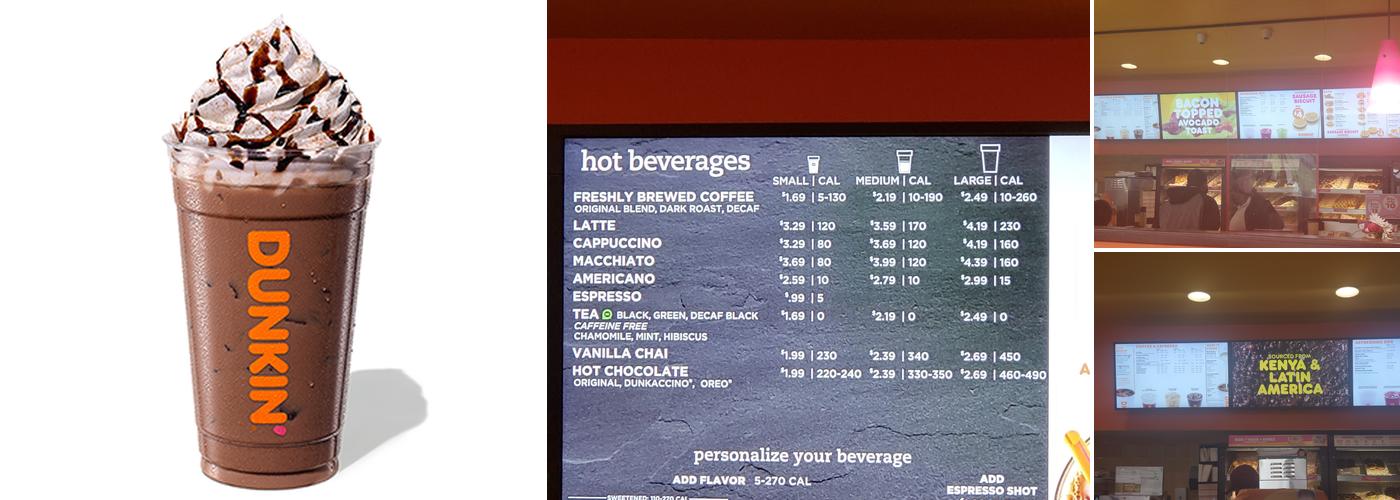 DUNKIN'
hot beverages
SMALL | CAL MEDIUM | CAL LARGE | CAL
FRESHLY BREWED COFFEE $1.69 | 5-130 $2.19 | 10-190 $2.49 | 10-260
ORIGINAL BLEND, DARK ROAST, DECAF
LATTE $3.29 | 120 $3.59 | 170 $4.19 | 230
CAPPUCCINO $3.29 | 80 $3.69 | 120 $4.19 | 160
MACCHIATO $3.69 | 80 $3.99 | 120 $4.39 | 160
AMERICANO $2.59 | 10 $2.79 | 10 $2.99 | 15
ESPRESSO $.99 | 5
TEA BLACK, GREEN, DECAF BLACK $1.69 | 0 $2.19 | 0 $2.49 | 0
CAFFEINE FREE
CHAMOMILE, MINT, HIBISCUS
VANILLA CHAI $1.99 | 230 $2.39 | 340 $2.69 | 450
HOT CHOCOLATE $1.99 | 220-240 $2.39 | 330-350 $2.69 | 460-490
ORIGINAL, DUNKACCINO®, OREO®
personalize your beverage
ADD FLAVOR 5-270 CAL
ADD
ESPRESSO SHOT
SWEETENED: 110-270 CAL
BACON
TOPPED
AVOCADO
TOAST
SAUSAGE
BISCUIT
SOURCED FROM
KENYA &
LATIN
AMERICA